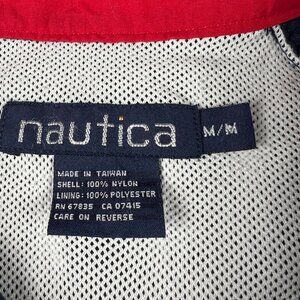 nautica
M/M
MADE IN TAIWAN
SHELL: 100% NYLON
LINING: 100% POLYESTER
RN 67835 CA 07415
CARE ON REVERSE